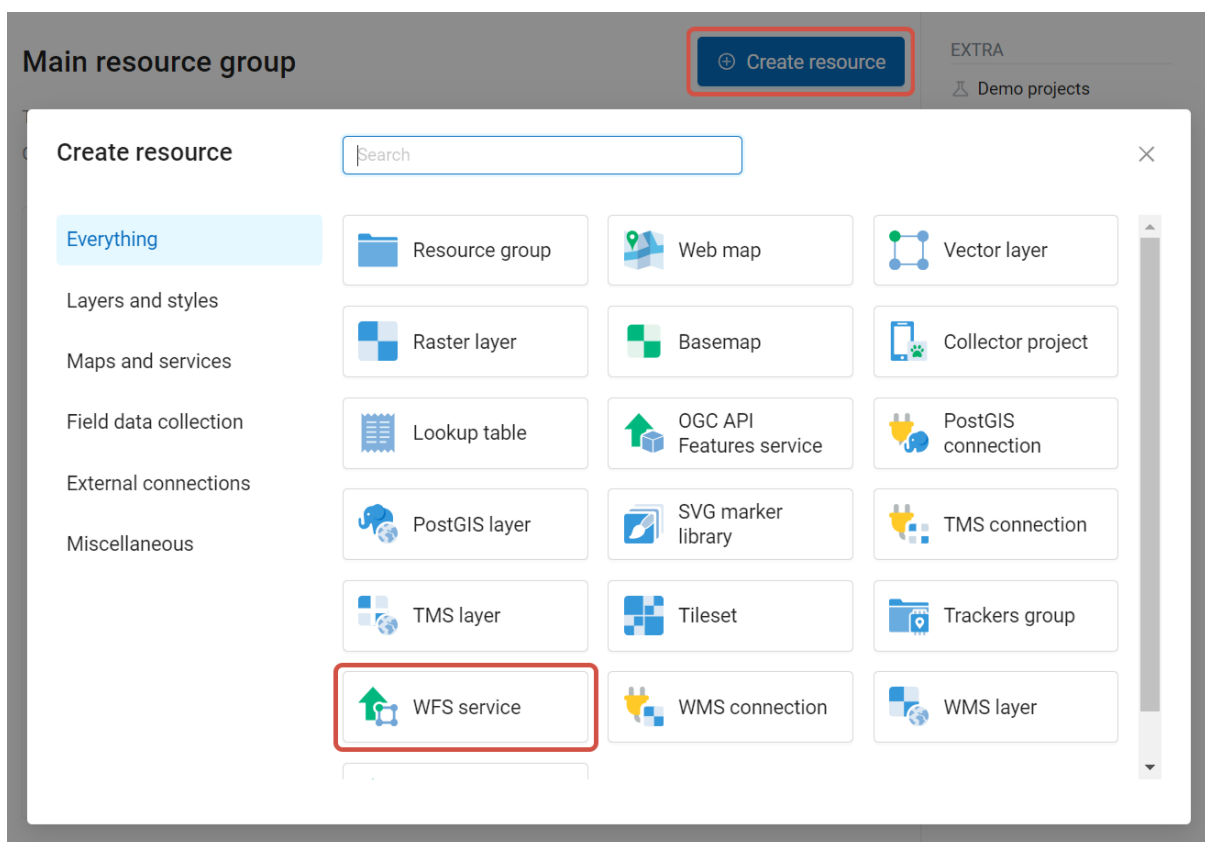 Main resource group
Create resource
EXTRA
Demo projects
Create resource
Search
Everything
Layers and styles
Maps and services
Field data collection
External connections
Miscellaneous
Resource group
Web map
Vector layer
Raster layer
Basemap
Collector project
Lookup table
OGC API
Features service
PostGIS
connection
PostGIS layer
SVG marker
library
TMS connection
TMS layer
Tileset
Trackers group
WFS service
WMS connection
WMS layer